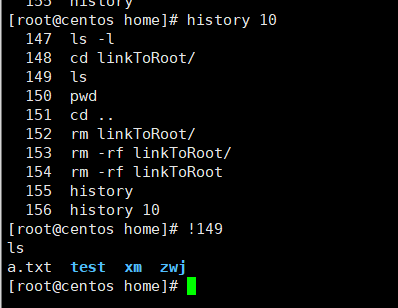 155 history
[root@centos home]# history 10
147 ls -l
148 cd linkToRoot/
149 ls
150 pwd
151 cd ..
152 rm linkToRoot/
153 rm -rf linkToRoot/
154 rm -rf linkToRoot
155 history
156 history 10
[root@centos home]# !149
ls
a.txt test xm zwj
[root@centos home]#